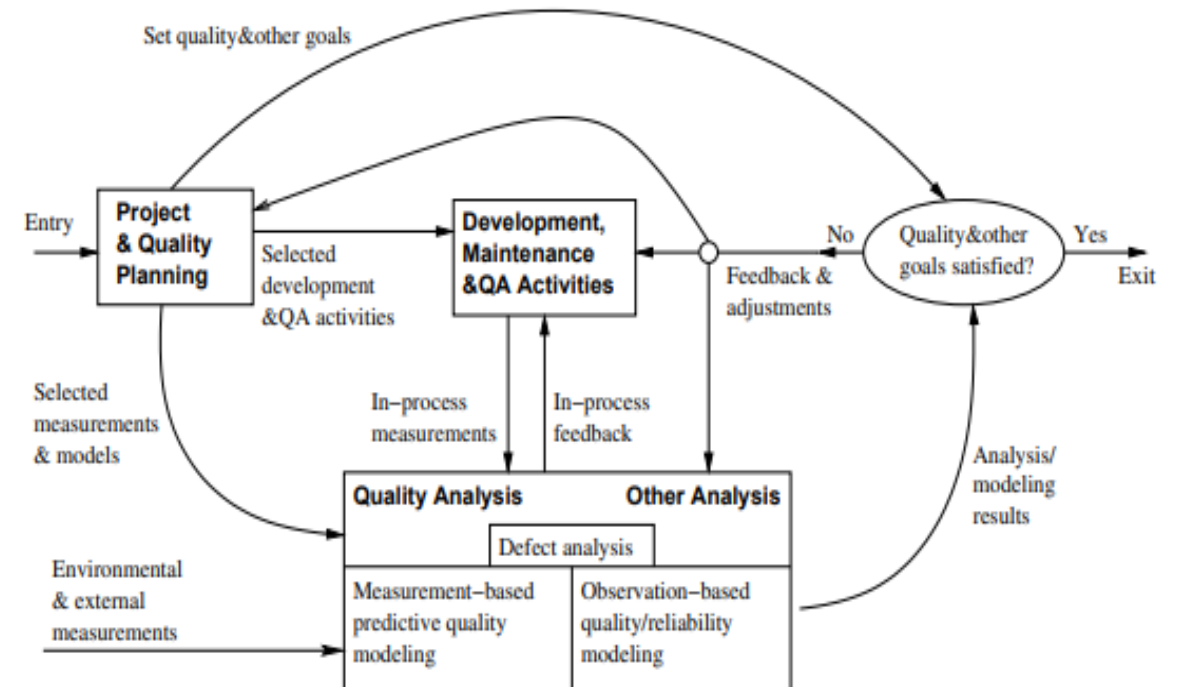 Set quality&other goals
Entry
Project
& Quality
Planning
Selected
development
&QA activities
Development,
Maintenance
&QA Activities
No
Feedback &
adjustments
Quality&other
goals satisfied?
Yes
Exit
Selected
measurements
& models
In−process
measurements
In−process
feedback
Analysis/
modeling
results
Quality Analysis
Other Analysis
Defect analysis
Environmental
& external
measurements
Measurement−based
predictive quality
modeling
Observation−based
quality/reliability
modeling